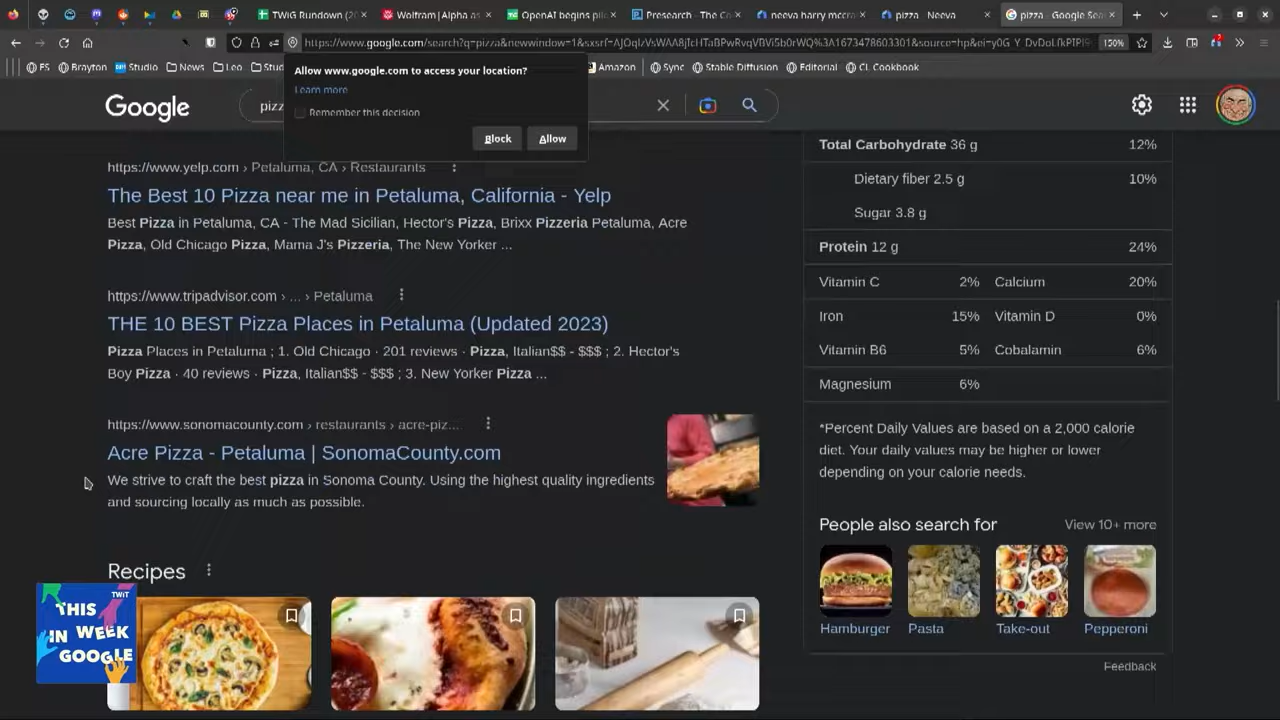 TWiG Rundown (20
Wolfram|Alpha as
OpenAI begins pil
Presearch - The Co
neeva harry mccr
pizza - Neeva
pizza - Google Sea
https://www.google.com/search?q=pizza&newwindow=1&sxsrf=
150%
FS
Brayton
Studio
News
Leo
Amazon
Sync
Stable Diffusion
Editorial
CL Cookbook
Allow www.google.com to access your location?
Learn more
Remember this decision
Block
Allow
Google
pizz
https://www.yelp.com › Petaluma, CA › Restaurants
The Best 10 Pizza near me in Petaluma, California - Yelp
Best Pizza in Petaluma, CA - The Mad Sicilian, Hector's Pizza, Brixx Pizzeria Petaluma, Acre
Pizza, Old Chicago Pizza, Mama J's Pizzeria, The New Yorker ...
https://www.tripadvisor.com › ... › Petaluma
THE 10 BEST Pizza Places in Petaluma (Updated 2023)
Pizza Places in Petaluma ; 1. Old Chicago · 201 reviews · Pizza, Italian$$ - $$$ ; 2. Hector's
Boy Pizza · 40 reviews · Pizza, Italian$$ - $$$ ; 3. New Yorker Pizza ...
https://www.sonomacounty.com › restaurants › acre-piz...
Acre Pizza - Petaluma | SonomaCounty.com
We strive to craft the best pizza in Sonoma County. Using the highest quality ingredients
and sourcing locally as much as possible.
Recipes
TWiT
THIS
IN WEEK
GOOGLE
Total Carbohydrate 36 g 12%
Dietary fiber 2.5 g 10%
Sugar 3.8 g
Protein 12 g 24%
Vitamin C 2% Calcium 20%
Iron 15% Vitamin D 0%
Vitamin B6 5% Cobalamin 6%
Magnesium 6%
*Percent Daily Values are based on a 2,000 calorie
diet. Your daily values may be higher or lower
depending on your calorie needs.
People also search for View 10+ more
Hamburger Pasta Take-out Pepperoni
Feedback